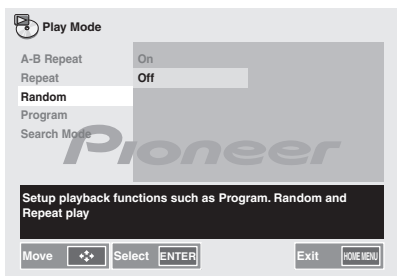 Play Mode
A-B Repeat On
Repeat Off
Random
Program
Search Mode
Pioneer
Setup playback functions such as Program. Random and
Repeat play
Move Select ENTER Exit HOME MENU